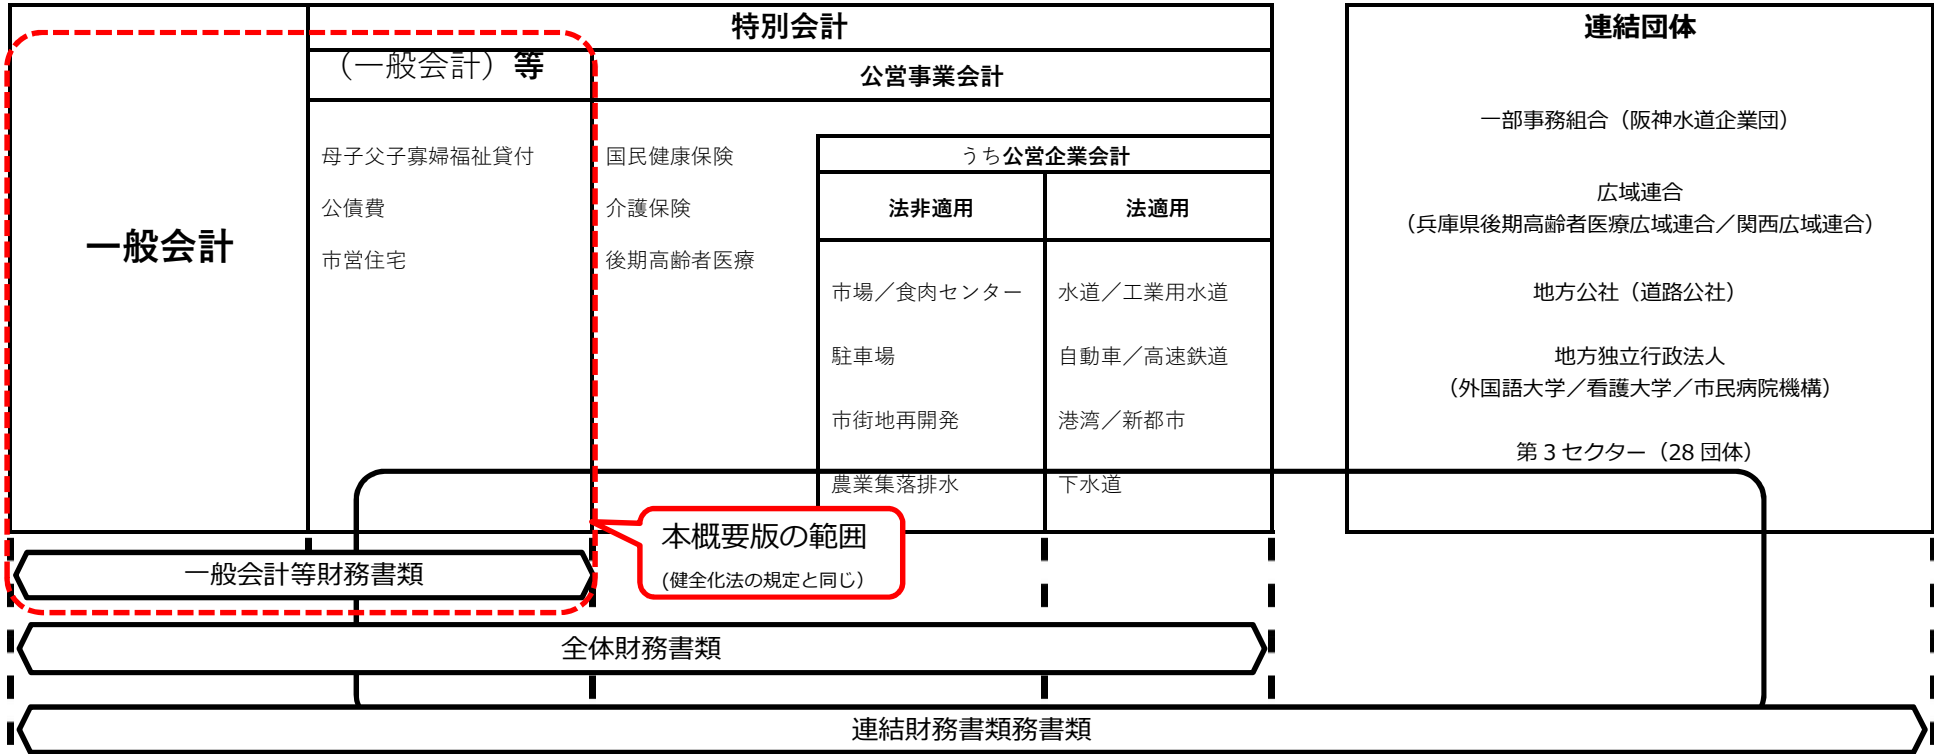 特別会計
連結団体
（一般会計）等
公営事業会計
一般会計
母子父子寡婦福祉貸付
公債費
市営住宅
国民健康保険
介護保険
後期高齢者医療
うち公営企業会計
法非適用
法適用
市場／食肉センター
駐車場
市街地再開発
農業集落排水
水道／工業用水道
自動車／高速鉄道
港湾／新都市
下水道
一部事務組合（阪神水道企業団）
広域連合
（兵庫県後期高齢者医療広域連合／関西広域連合）
地方公社（道路公社）
地方独立行政法人
（外国語大学／看護大学／市民病院機構）
第３セクター（28 団体）
本概要版の範囲
(健全化法の規定と同じ）
一般会計等財務書類
全体財務書類
連結財務書類務書類